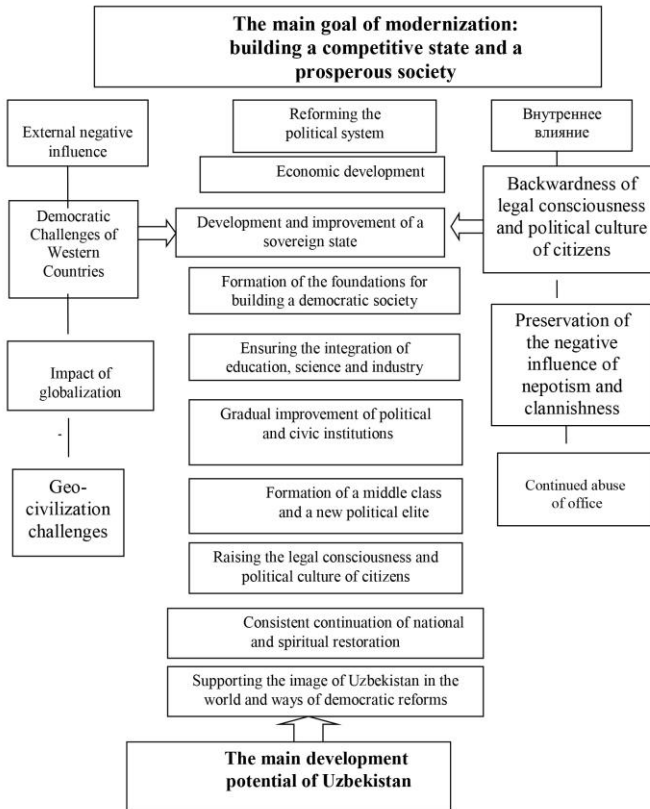 The main goal of modernization:
building a competitive state and a
prosperous society
External negative
influence
Democratic
Challenges of
Western
Countries
Impact of
globalization
-
Geo-
civilization
challenges
Reforming the
political system
Economic development
Development and improvement of a
sovereign state
Formation of the foundations for
building a democratic society
Ensuring the integration of
education, science and industry
Gradual improvement of political
and civic institutions
Formation of a middle class
and a new political elite
Raising the legal consciousness and
political culture of citizens
Consistent continuation of national
and spiritual restoration
Supporting the image of Uzbekistan in the
world and ways of democratic reforms
Внутреннее
влияние
Backwardness of
legal consciousness
and political culture
of citizens
Preservation of
the negative
influence of
nepotism and
clannishness
Continued abuse
of office
The main development
potential of Uzbekistan